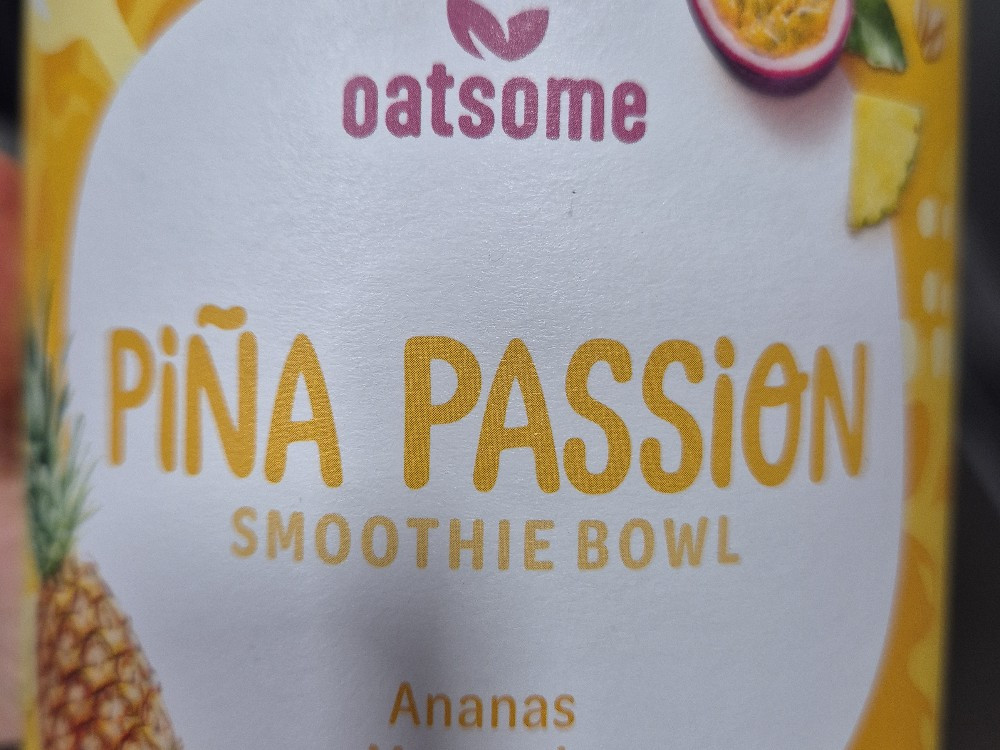 oatsome
PiÑA PASSiON
SMOOTHIE BOWL
Ananas